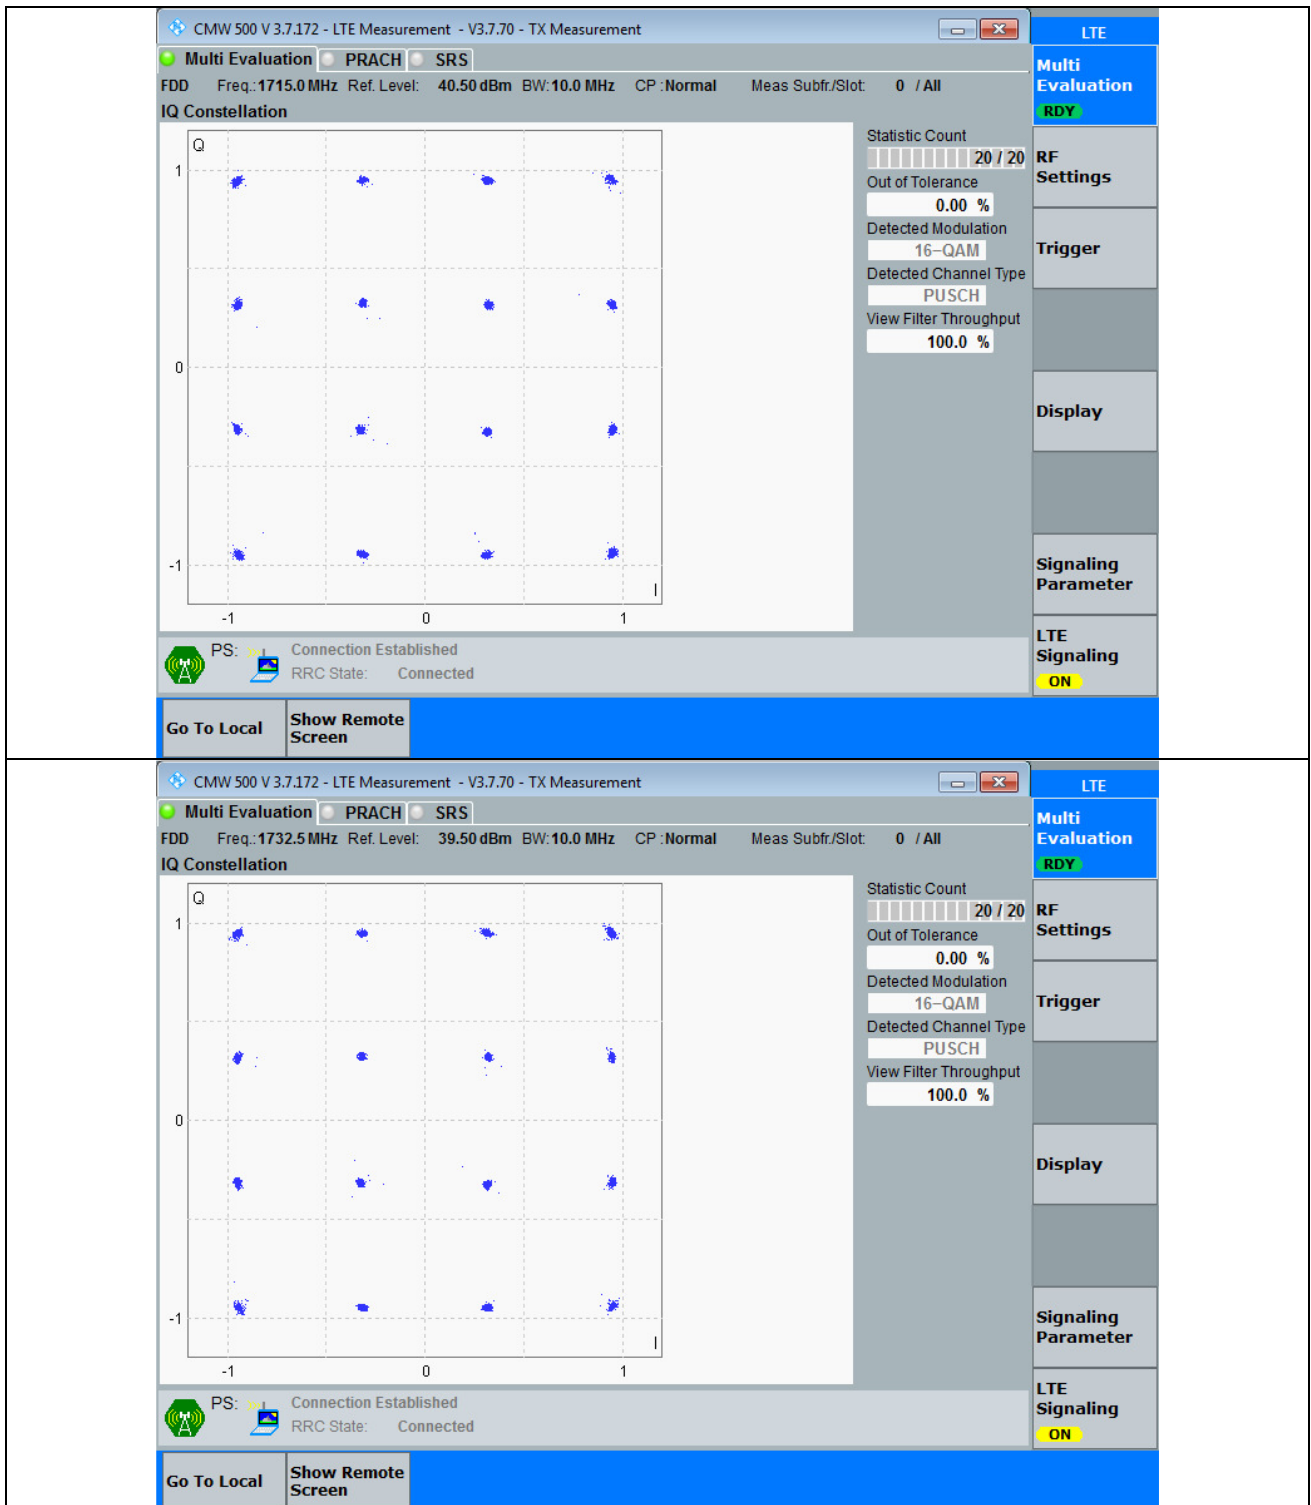 CMW 500 V 3.7.172 - LTE Measurement - V3.7.70 - TX Measurement
LTE
Multi Evaluation PRACH SRS
Multi
Evaluation
RDY
FDD Freq.:1715.0 MHz Ref. Level: 40.50 dBm BW:10.0 MHz CP :Normal Meas Subfr./Slot: 0 / All
IQ Constellation
Q
1
0
-1
I
-1 0 1
Statistic Count
20 / 20
Out of Tolerance
0.00 %
Detected Modulation
16-QAM
Detected Channel Type
PUSCH
View Filter Throughput
100.0 %
RF
Settings
Trigger
Display
Signaling
Parameter
LTE
Signaling
ON
PS: Connection Established
RRC State: Connected
Go To Local
Show Remote
Screen
CMW 500 V 3.7.172 - LTE Measurement - V3.7.70 - TX Measurement
LTE
Multi Evaluation PRACH SRS
Multi
Evaluation
RDY
FDD Freq.:1732.5 MHz Ref. Level: 39.50 dBm BW:10.0 MHz CP :Normal Meas Subfr./Slot: 0 / All
IQ Constellation
Q
1
0
-1
I
-1 0 1
Statistic Count
20 / 20
Out of Tolerance
0.00 %
Detected Modulation
16-QAM
Detected Channel Type
PUSCH
View Filter Throughput
100.0 %
RF
Settings
Trigger
Display
Signaling
Parameter
LTE
Signaling
ON
PS: Connection Established
RRC State: Connected
Go To Local
Show Remote
Screen